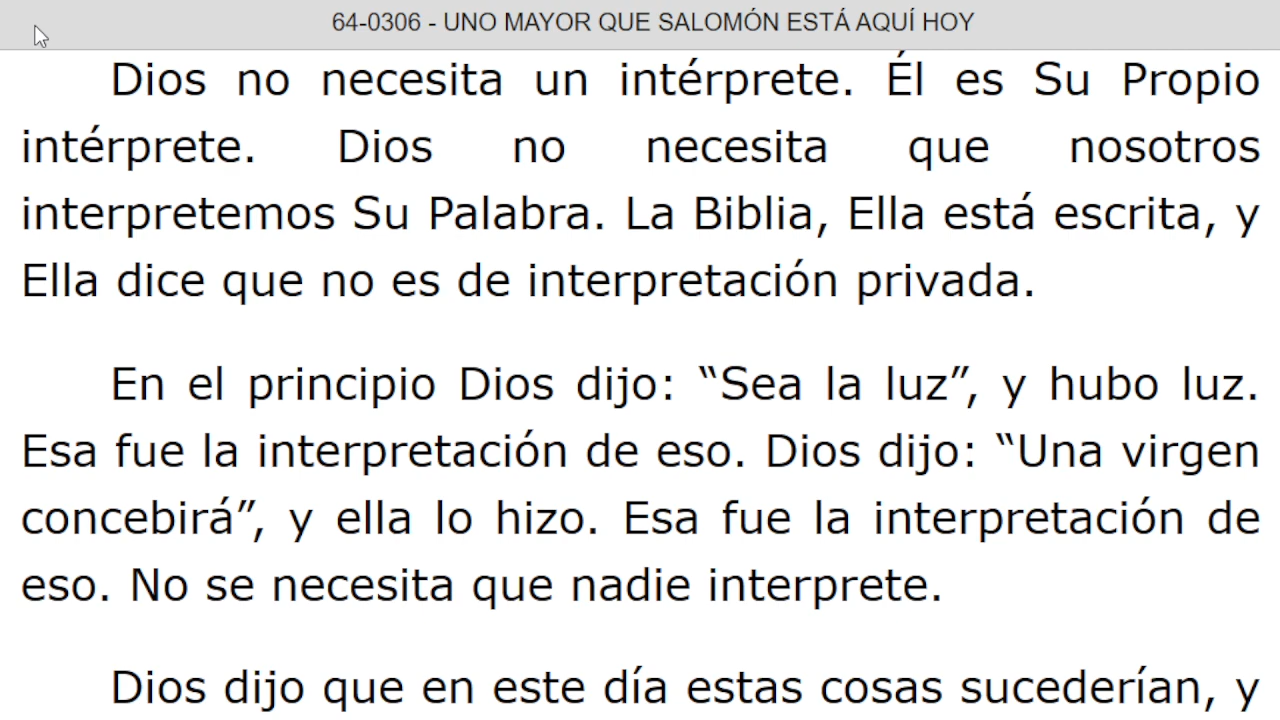 64-0306 - UNO MAYOR QUE SALOMÓN ESTÁ AQUÍ HOY
Dios no necesita un intérprete. Él es Su Propio
intérprete. Dios no necesita que nosotros
interpretemos Su Palabra. La Biblia, Ella está escrita, y
Ella dice que no es de interpretación privada.
En el principio Dios dijo: “Sea la luz”, y hubo luz.
Esa fue la interpretación de eso. Dios dijo: “Una virgen
concebirá”, y ella lo hizo. Esa fue la interpretación de
eso. No se necesita que nadie interprete.
Dios dijo que en este día estas cosas sucederían, y